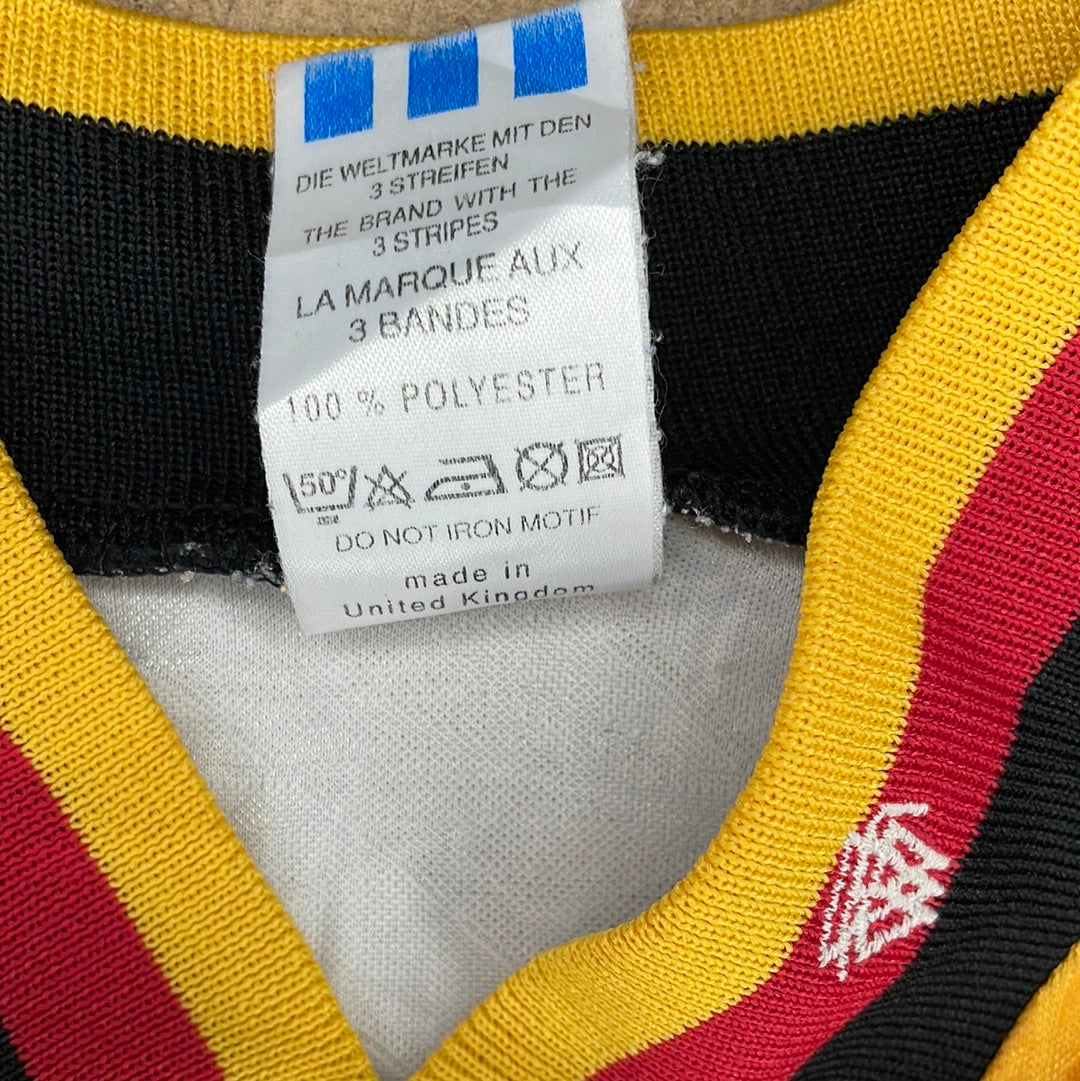 DIE WELTMARKE MIT DEN
3 STREIFEN
THE BRAND WITH THE
3 STRIPES
LA MARQUE AUX
3 BANDES
100 % POLYESTER
50°
DO NOT IRON MOTIF
made in
United Kingdom